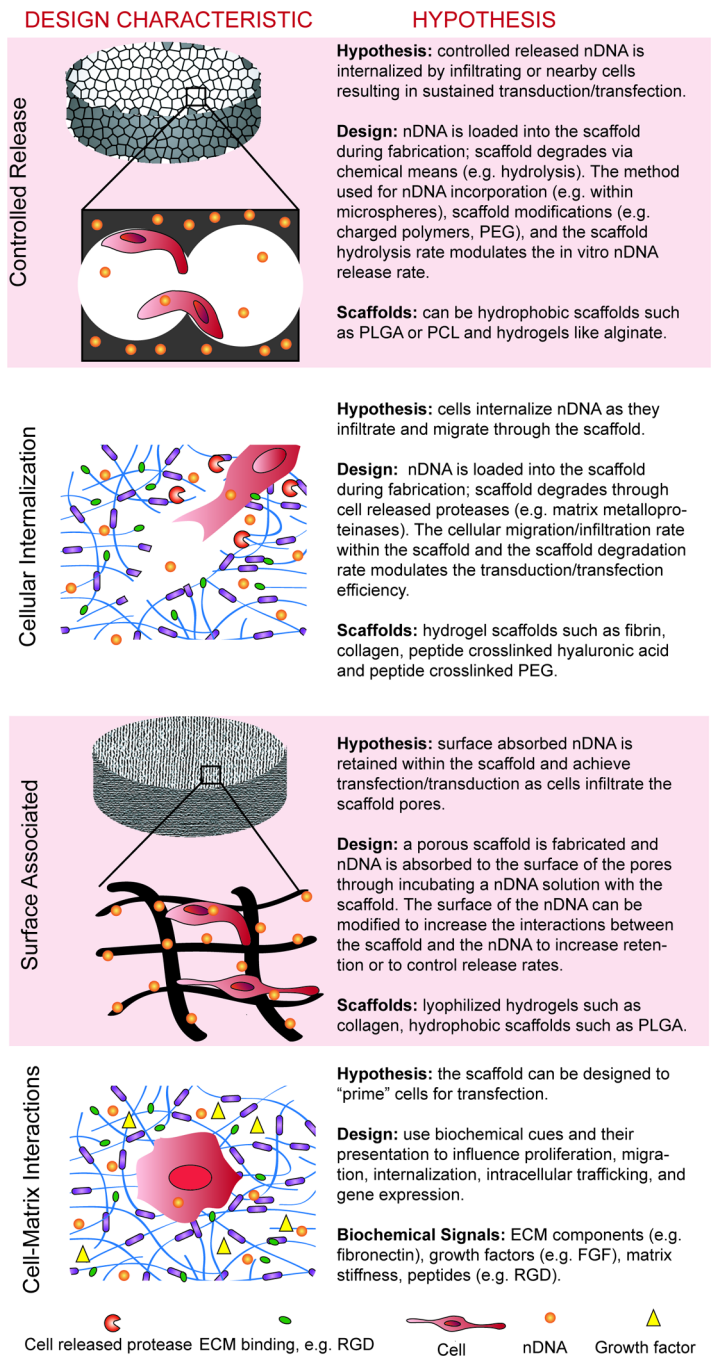 DESIGN CHARACTERISTIC
HYPOTHESIS
Controlled Release
Hypothesis: controlled released nDNA is
internalized by infiltrating or nearby cells
resulting in sustained transduction/transfection.
Design: nDNA is loaded into the scaffold
during fabrication; scaffold degrades via
chemical means (e.g. hydrolysis). The method
used for nDNA incorporation (e.g. within
microspheres), scaffold modifications (e.g.
charged polymers, PEG), and the scaffold
hydrolysis rate modulates the in vitro nDNA
release rate.
Scaffolds: can be hydrophobic scaffolds such
as PLGA or PCL and hydrogels like alginate.
Cellular Internalization
Hypothesis: cells internalize nDNA as they
infiltrate and migrate through the scaffold.
Design: nDNA is loaded into the scaffold
during fabrication; scaffold degrades through
cell released proteases (e.g. matrix metallopro-
teinases). The cellular migration/infiltration rate
within the scaffold and the scaffold degradation
rate modulates the transduction/transfection
efficiency.
Scaffolds: hydrogel scaffolds such as fibrin,
collagen, peptide crosslinked hyaluronic acid
and peptide crosslinked PEG.
Surface Associated
Hypothesis: surface absorbed nDNA is
retained within the scaffold and achieve
transfection/transduction as cells infiltrate the
scaffold pores.
Design: a porous scaffold is fabricated and
nDNA is absorbed to the surface of the pores
through incubating a nDNA solution with the
scaffold. The surface of the nDNA can be
modified to increase the interactions between
the scaffold and the nDNA to increase reten-
tion or to control release rates.
Scaffolds: lyophilized hydrogels such as
collagen, hydrophobic scaffolds such as PLGA.
Cell-Matrix Interactions
Hypothesis: the scaffold can be designed to
“prime” cells for transfection.
Design: use biochemical cues and their
presentation to influence proliferation, migra-
tion, internalization, intracellular trafficking, and
gene expression.
Biochemical Signals: ECM components (e.g.
fibronectin), growth factors (e.g. FGF), matrix
stiffness, peptides (e.g. RGD).
Cell released protease
ECM binding, e.g. RGD
Cell
nDNA
Growth factor